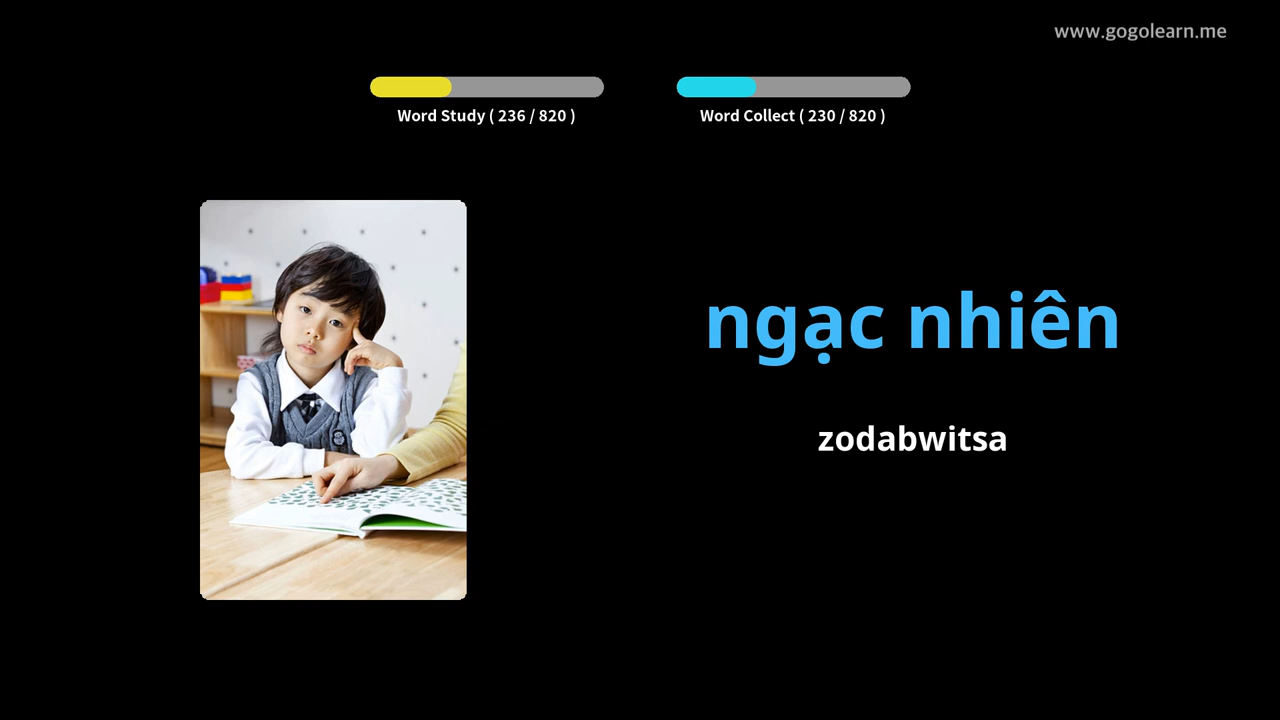 www.gogolearn.me
Word Study ( 236 / 820 )
Word Collect ( 230 / 820 )
ngạc nhiên
zodabwitsa